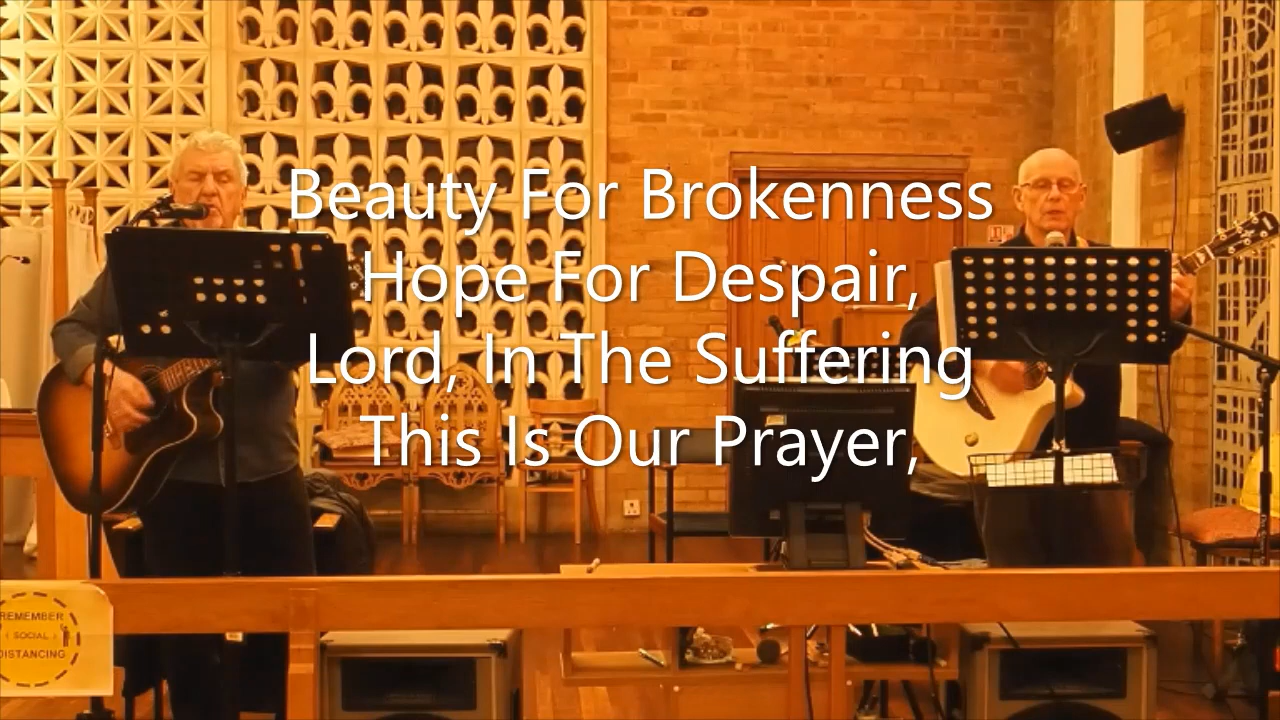 Beauty For Brokenness
Hope For Despair,
Lord, In The Suffering
This Is Our Prayer,
REMEMBER
SOCIAL
DISTANCING